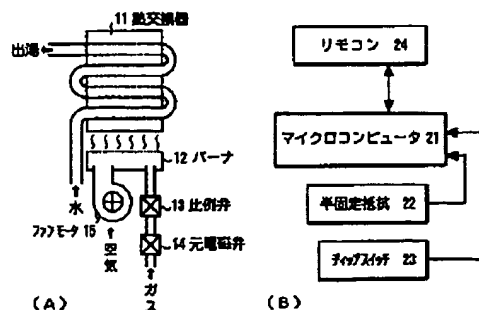 11 熱交換器
出湯
12 バーナ
13 比例弁
14 元電磁弁
水
ファンモータ 15
空気
ガス
(A)
リモコン 24
マイクロコンピュータ 21
半固定抵抗 22
ディップスイッチ 23
(B)